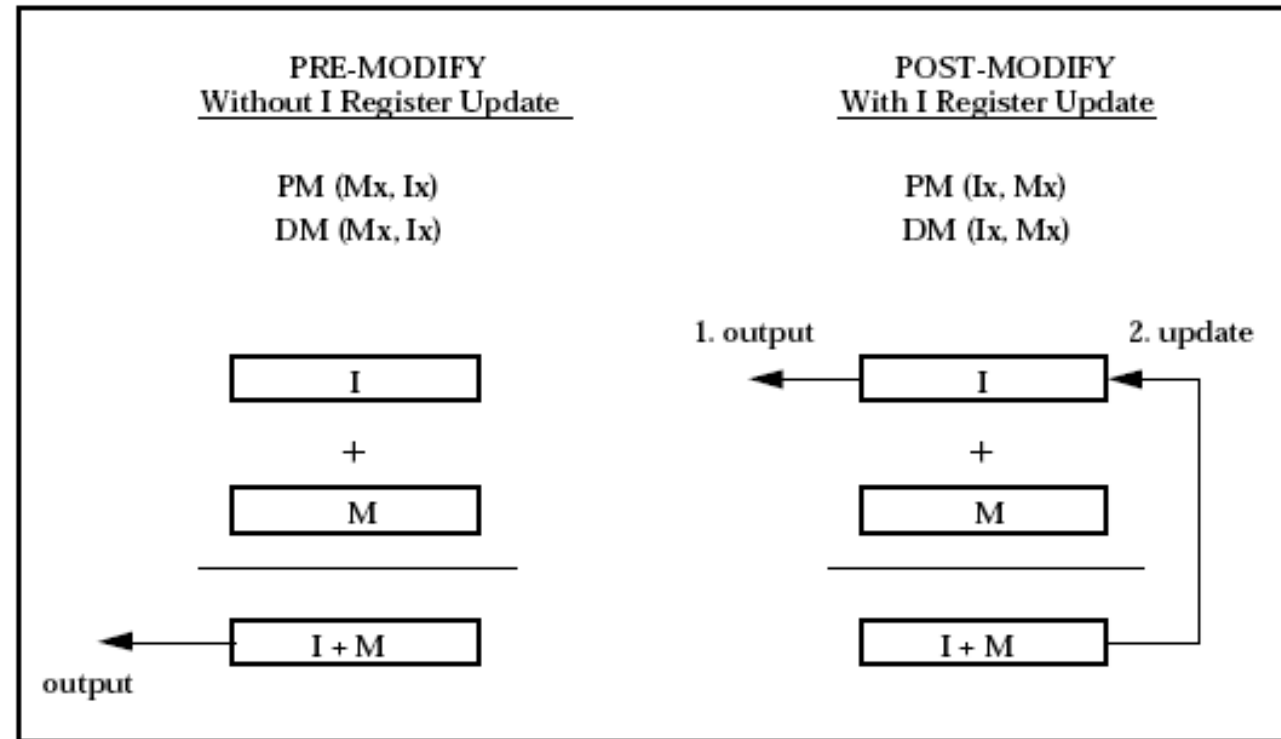 PRE-MODIFY
Without I Register Update
PM (Mx, Ix)
DM (Mx, Ix)
I
+
M
I + M
output
POST-MODIFY
With I Register Update
PM (Ix, Mx)
DM (Ix, Mx)
1. output
2. update
I
+
M
I + M